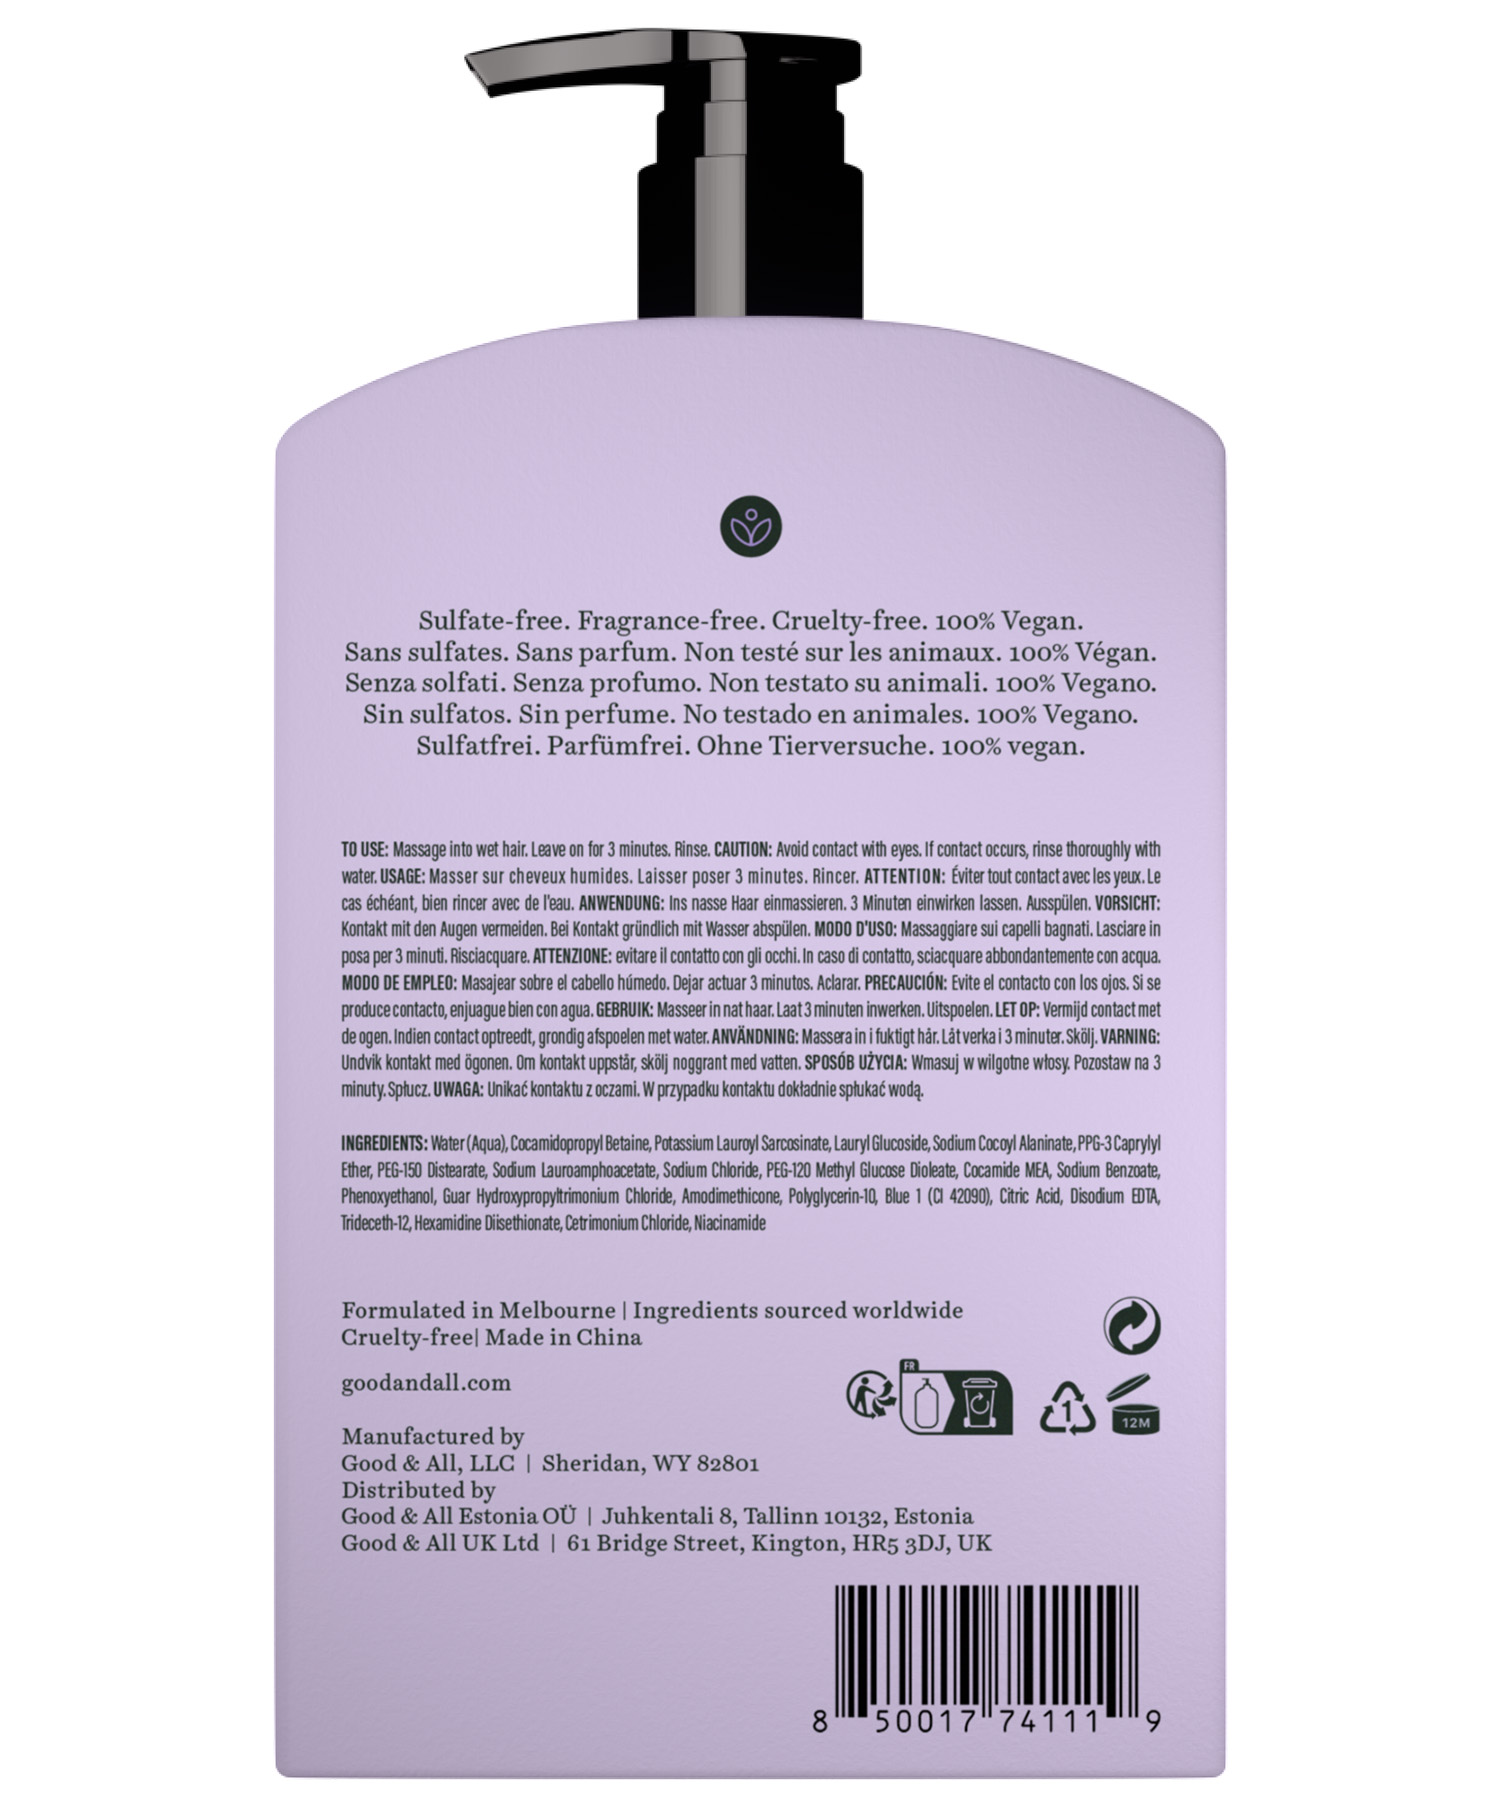 Sulfate-free. Fragrance-free. Cruelty-free. 100% Vegan.
Sans sulfates. Sans parfum. Non testé sur les animaux. 100% Végan.
Senza solfati. Senza profumo. Non testato su animali. 100% Vegano.
Sin sulfatos. Sin perfume. No testado en animales. 100% Vegano.
Sulfatfrei. Parfümfrei. Ohne Tierversuche. 100% vegan.
TO USE: Massage into wet hair. Leave on for 3 minutes. Rinse. CAUTION: Avoid contact with eyes. If contact occurs, rinse thoroughly with
water. USAGE: Masser sur cheveux humides. Laisser poser 3 minutes. Rincer. ATTENTION: Éviter tout contact avec les yeux. Le
cas échéant, bien rincer avec de l'eau. ANWENDUNG: Ins nasse Haar einmassieren. 3 Minuten einwirken lassen. Ausspülen. VORSICHT:
Kontakt mit den Augen vermeiden. Bei Kontakt gründlich mit Wasser abspülen. MODO D'USO: Massaggiare sui capelli bagnati. Lasciare in
posa per 3 minuti. Risciacquare. ATTENZIONE: evitare il contatto con gli occhi. In caso di contatto, sciacquare abbondantemente con acqua.
MODO DE EMPLEO: Masajear sobre el cabello húmedo. Dejar actuar 3 minutos. Aclarar. PRECAUCIÓN: Evite el contacto con los ojos. Si se
produce contacto, enjuague bien con agua. GEBRUIK: Masseer in nat haar. Laat 3 minuten inwerken. Uitspoelen. LET OP: Vermijd contact met
de ogen. Indien contact optreedt, grondig afspoelen met water. ANVÄNDNING: Massera in i fuktigt hår. Låt verka i 3 minuter. Skölj. VARNING:
Undvik kontakt med ögonen. Om kontakt uppstår, skölj noggrant med vatten. SPOSÓB UŻYCIA: Wmasuj w wilgotne włosy. Pozostaw na 3
minuty. Spłucz. UWAGA: Unikać kontaktu z oczami. W przypadku kontaktu dokładnie spłukać wodą.
INGREDIENTS: Water (Aqua), Cocamidopropyl Betaine, Potassium Lauroyl Sarcosinate, Lauryl Glucoside, Sodium Cocoyl Alaninate, PPG-3 Caprylyl
Ether, PEG-150 Distearate, Sodium Lauroamphoacetate, Sodium Chloride, PEG-120 Methyl Glucose Dioleate, Cocamide MEA, Sodium Benzoate,
Phenoxyethanol, Guar Hydroxypropyltrimonium Chloride, Amodimethicone, Polyglycerin-10, Blue 1 (CI 42090), Citric Acid, Disodium EDTA,
Trideceth-12, Hexamidine Diisethionate, Cetrimonium Chloride, Niacinamide
Formulated in Melbourne | Ingredients sourced worldwide
Cruelty-free| Made in China
goodandall.com
FR
1
12M
Manufactured by
Good & All, LLC | Sheridan, WY 82801
Distributed by
Good & All Estonia OÜ | Juhkentali 8, Tallinn 10132, Estonia
Good & All UK Ltd | 61 Bridge Street, Kington, HR5 3DJ, UK
8 50017 74111 9